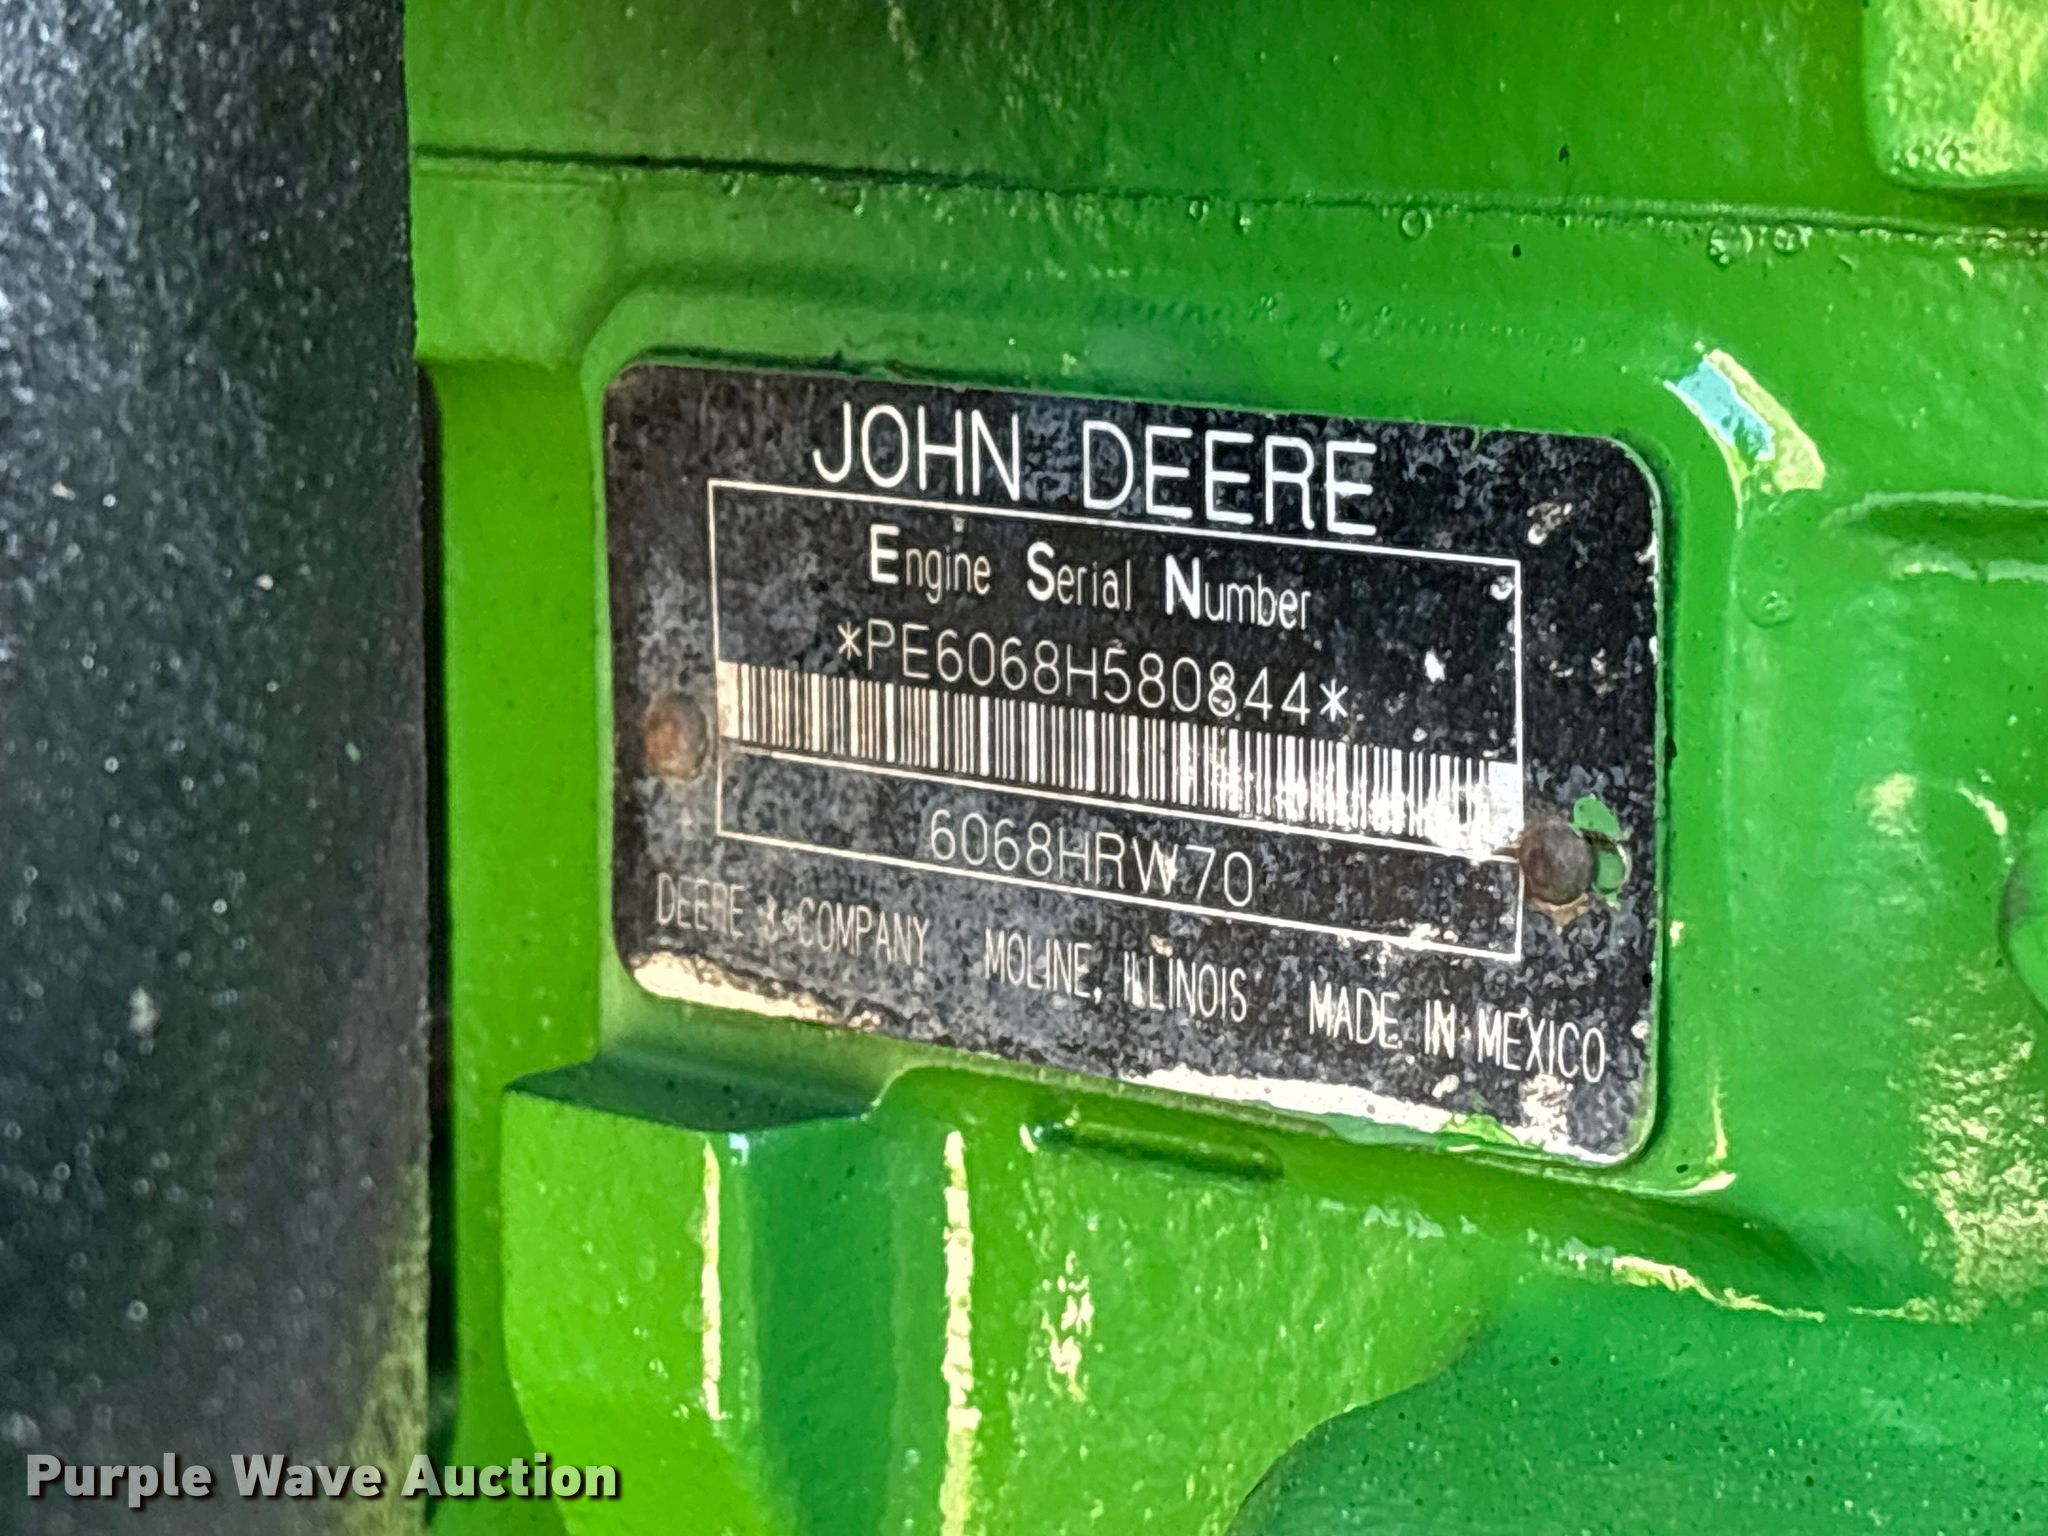 JOHN DEERE
Engine Serial Number
*PE6068H580844*
6068HRW70
DEERE & COMPANY MOLINE, ILLINOIS MADE IN MEXICO
Purple Wave Auction